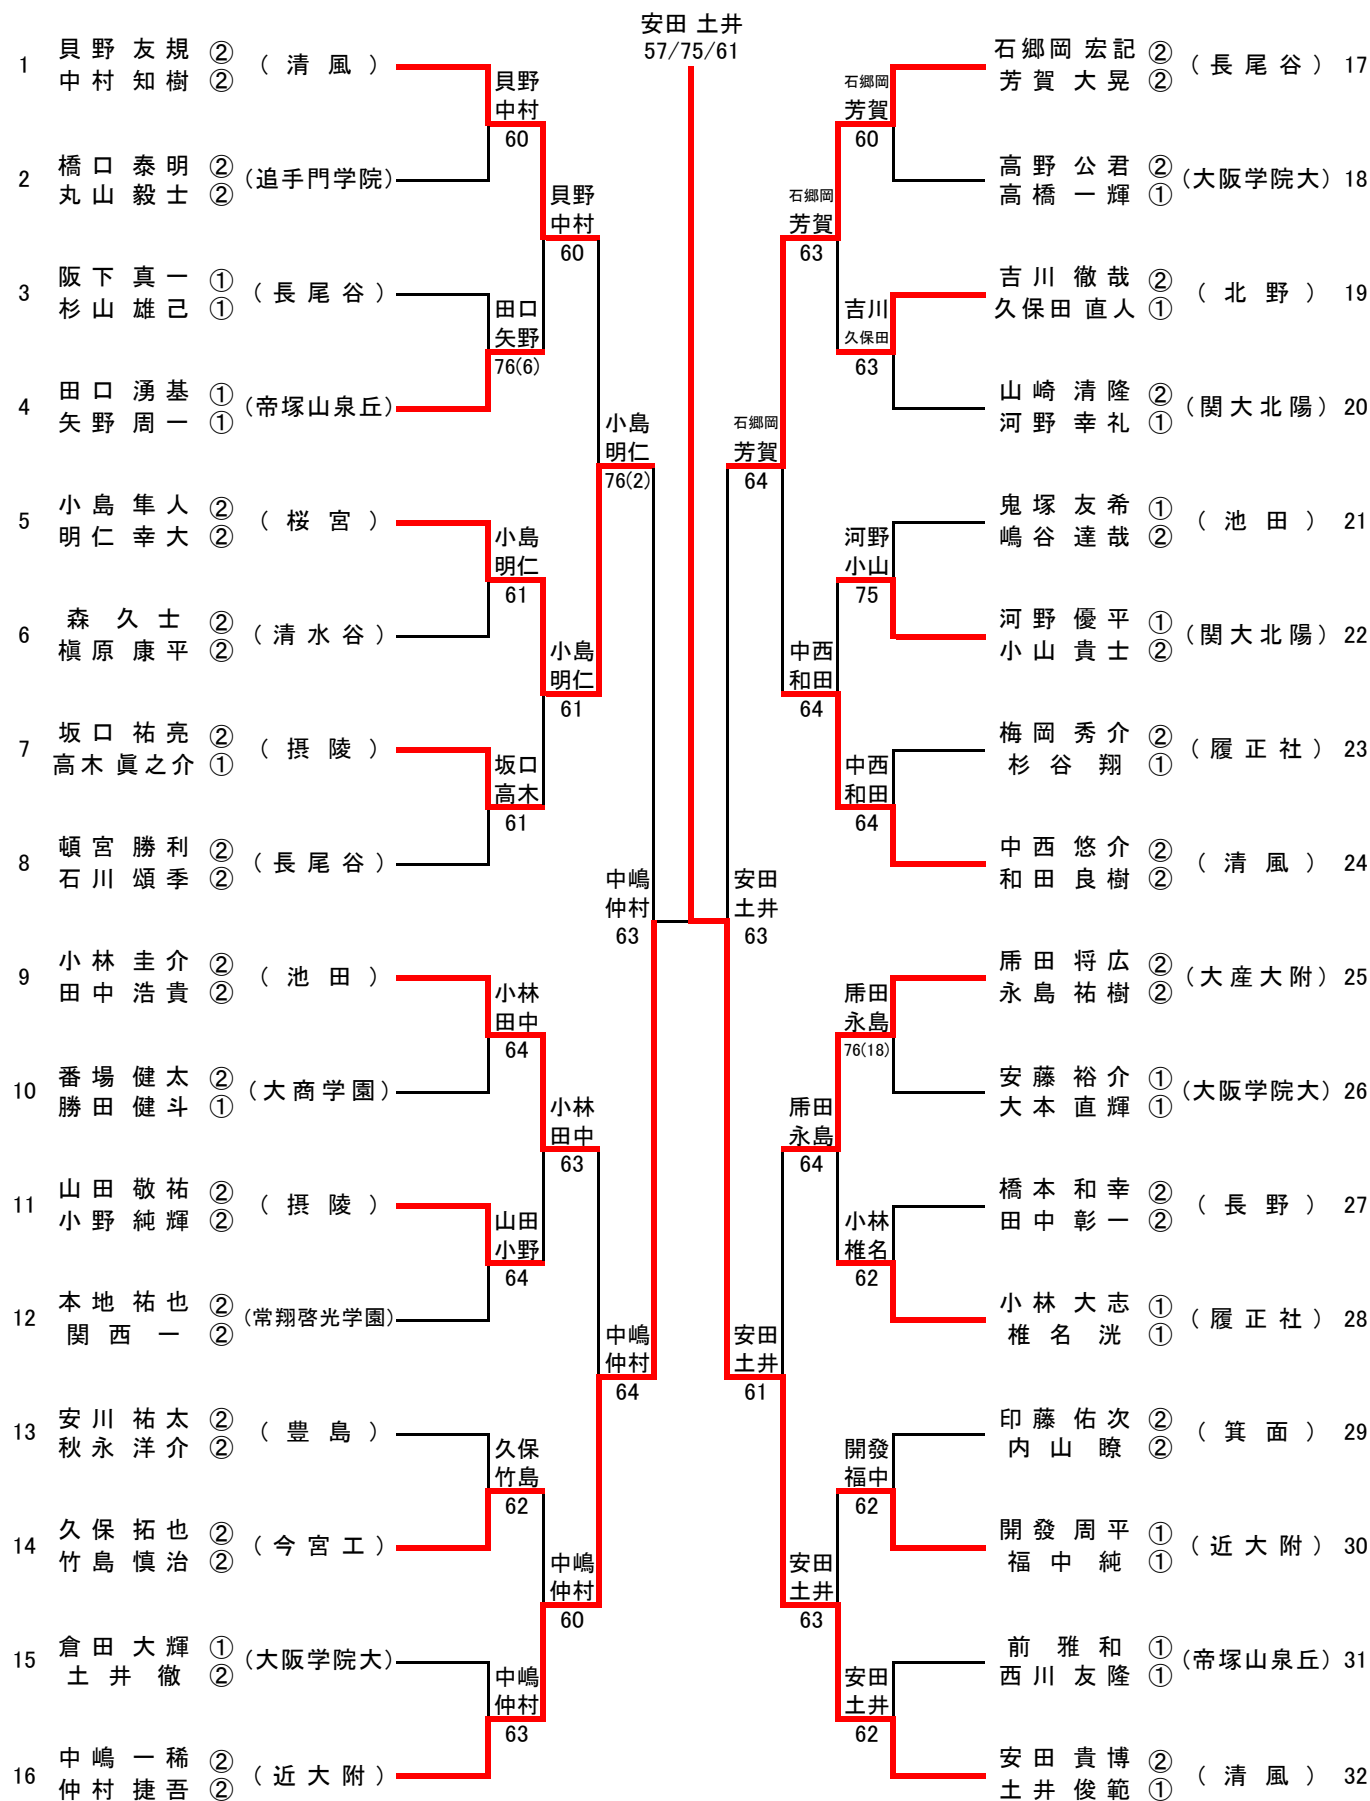 安田 土井
57/75/61
1 貝野 友規 ② (清風)
中村 知樹 ②
2 橋口 泰明 ② (追手門学院)
丸山 毅士 ②
3 阪下 真一 ① (長尾谷)
杉山 雄己 ①
4 田口 湧基 ① (帝塚山泉丘)
矢野 周一 ①
5 小島 隼人 ② (桜宮)
明仁 幸大 ②
6 森 久士 ② (清水谷)
槇原 康平 ②
7 坂口 祐亮 ② (摂陵)
高木 眞之介 ①
8 頓宮 勝利 ② (長尾谷)
石川 頌季 ②
9 小林 圭介 ② (池田)
田中 浩貴 ②
10 番場 健太 ② (大商学園)
勝田 健斗 ①
11 山田 敬祐 ② (摂陵)
小野 純輝 ②
12 本地 祐也 ② (常翔啓光学園)
関西 一 ②
13 安川 祐太 ② (豊島)
秋永 洋介 ②
14 久保 拓也 ② (今宮工)
竹島 慎治 ②
15 倉田 大輝 ① (大阪学院大)
土井 徹 ②
16 中嶋 一稀 ② (近大附)
仲村 捷吾 ②
貝野
中村
60
田口
矢野
76(6)
小島
明仁
61
坂口
高木
61
小林
田中
64
山田
小野
64
久保
竹島
62
中嶋
仲村
63
貝野
中村
60
小島
明仁
61
小林
田中
63
中嶋
仲村
60
小島
明仁
76(2)
中嶋
仲村
64
中嶋
仲村
63
安田
土井
63
石郷岡
芳賀
64
安田
土井
61
石郷岡
芳賀
63
中西
和田
64
乕田
永島
64
安田
土井
63
石郷岡
芳賀
60
吉川
久保田
63
河野
小山
75
中西
和田
64
乕田
永島
76(18)
小林
椎名
62
開發
福中
62
安田
土井
62
石郷岡 宏記 ② (長尾谷) 17
芳賀 大晃 ②
高野 公君 ② (大阪学院大) 18
高橋 一輝 ①
吉川 徹哉 ② (北野) 19
久保田 直人 ①
山崎 清隆 ② (関大北陽) 20
河野 幸礼 ①
鬼塚 友希 ① (池田) 21
嶋谷 達哉 ②
河野 優平 ① (関大北陽) 22
小山 貴士 ②
梅岡 秀介 ② (履正社) 23
杉谷 翔 ①
中西 悠介 ② (清風) 24
和田 良樹 ②
乕田 将広 ② (大産大附) 25
永島 祐樹 ②
安藤 裕介 ① (大阪学院大) 26
大本 直輝 ①
橋本 和幸 ② (長野) 27
田中 彰一 ②
小林 大志 ① (履正社) 28
椎名 洸 ①
印藤 佑次 ② (箕面) 29
内山 瞭 ②
開發 周平 ① (近大附) 30
福中 純 ①
前 雅和 ① (帝塚山泉丘) 31
西川 友隆 ①
安田 貴博 ② (清風) 32
土井 俊範 ①